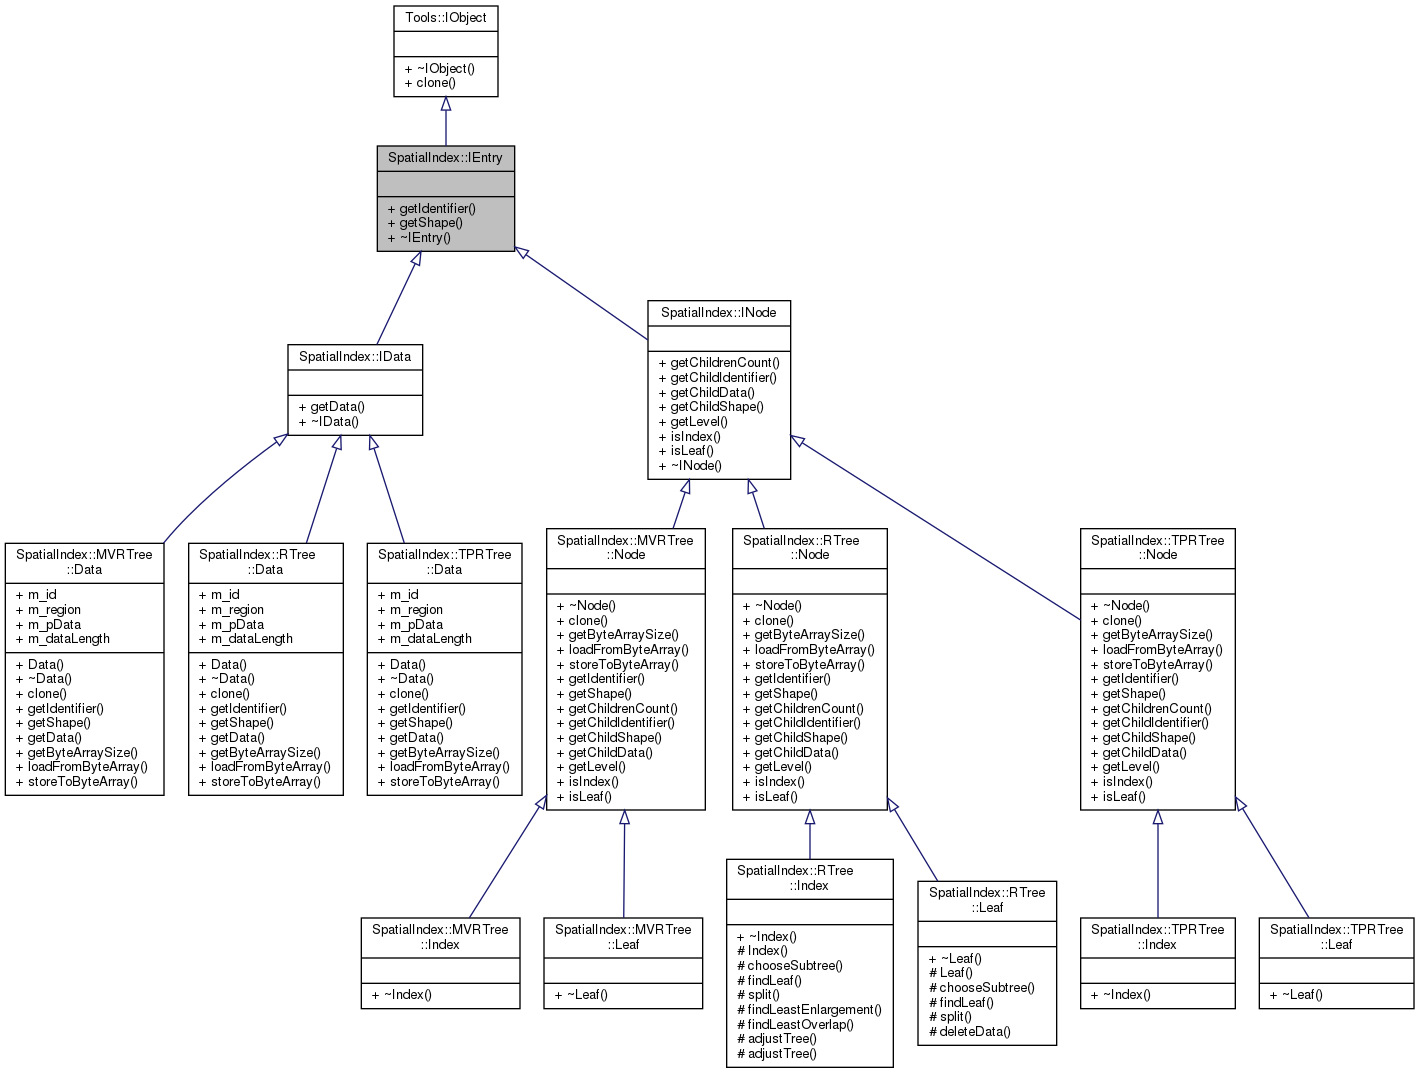 Tools::IObject
+ ~IObject()
+ clone()
SpatialIndex::IEntry
+ getIdentifier()
+ getShape()
+ ~IEntry()
SpatialIndex::IData
+ getData()
+ ~IData()
SpatialIndex::INode
+ getChildrenCount()
+ getChildIdentifier()
+ getChildData()
+ getChildShape()
+ getLevel()
+ isIndex()
+ isLeaf()
+ ~INode()
SpatialIndex::MVRTree
::Data
+ m_id
+ m_region
+ m_pData
+ m_dataLength
+ Data()
+ ~Data()
+ clone()
+ getIdentifier()
+ getShape()
+ getData()
+ getByteArraySize()
+ loadFromByteArray()
+ storeToByteArray()
SpatialIndex::RTree
::Data
+ m_id
+ m_region
+ m_pData
+ m_dataLength
+ Data()
+ ~Data()
+ clone()
+ getIdentifier()
+ getShape()
+ getData()
+ getByteArraySize()
+ loadFromByteArray()
+ storeToByteArray()
SpatialIndex::TPRTree
::Data
+ m_id
+ m_region
+ m_pData
+ m_dataLength
+ Data()
+ ~Data()
+ clone()
+ getIdentifier()
+ getShape()
+ getData()
+ getByteArraySize()
+ loadFromByteArray()
+ storeToByteArray()
SpatialIndex::MVRTree
::Node
+ ~Node()
+ clone()
+ getByteArraySize()
+ loadFromByteArray()
+ storeToByteArray()
+ getIdentifier()
+ getShape()
+ getChildrenCount()
+ getChildIdentifier()
+ getChildShape()
+ getChildData()
+ getLevel()
+ isIndex()
+ isLeaf()
SpatialIndex::RTree
::Node
+ ~Node()
+ clone()
+ getByteArraySize()
+ loadFromByteArray()
+ storeToByteArray()
+ getIdentifier()
+ getShape()
+ getChildrenCount()
+ getChildIdentifier()
+ getChildShape()
+ getChildData()
+ getLevel()
+ isIndex()
+ isLeaf()
SpatialIndex::TPRTree
::Node
+ ~Node()
+ clone()
+ getByteArraySize()
+ loadFromByteArray()
+ storeToByteArray()
+ getIdentifier()
+ getShape()
+ getChildrenCount()
+ getChildIdentifier()
+ getChildShape()
+ getChildData()
+ getLevel()
+ isIndex()
+ isLeaf()
SpatialIndex::MVRTree
::Index
+ ~Index()
SpatialIndex::MVRTree
::Leaf
+ ~Leaf()
SpatialIndex::RTree
::Index
+ ~Index()
# Index()
# chooseSubtree()
# findLeaf()
# split()
# findLeastEnlargement()
# findLeastOverlap()
# adjustTree()
# adjustTree()
SpatialIndex::RTree
::Leaf
+ ~Leaf()
# Leaf()
# chooseSubtree()
# findLeaf()
# split()
# deleteData()
SpatialIndex::TPRTree
::Index
+ ~Index()
SpatialIndex::TPRTree
::Leaf
+ ~Leaf()